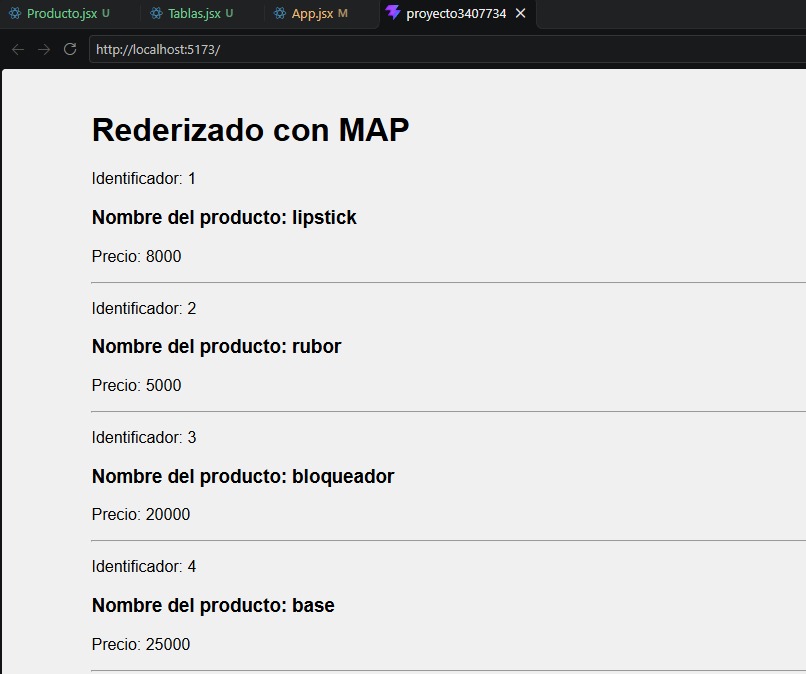 Producto.jsx U
Tablas.jsx U
App.jsx M
proyecto3407734
http://localhost:5173/
Rederizado con MAP
Identificador: 1
Nombre del producto: lipstick
Precio: 8000
Identificador: 2
Nombre del producto: rubor
Precio: 5000
Identificador: 3
Nombre del producto: bloqueador
Precio: 20000
Identificador: 4
Nombre del producto: base
Precio: 25000